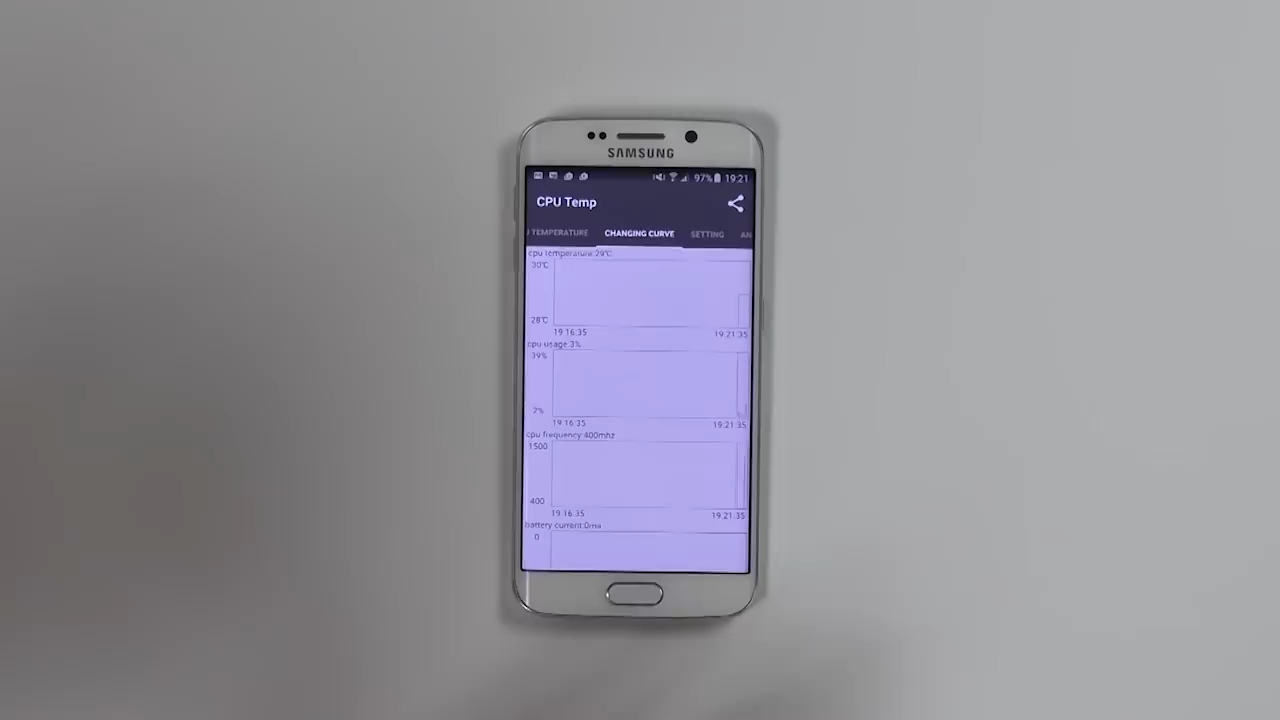 SAMSUNG
97% 19:21
CPU Temp
TEMPERATURE CHANGING CURVE SETTING AN
cpu temperature:29℃
30℃
28℃
19:16:35 19:21:35
cpu usage:3%
39%
2%
19:16:35 19:21:35
cpu frequency:400mhz
1500
400
19:16:35 19:21:35
battery current:0ma
0